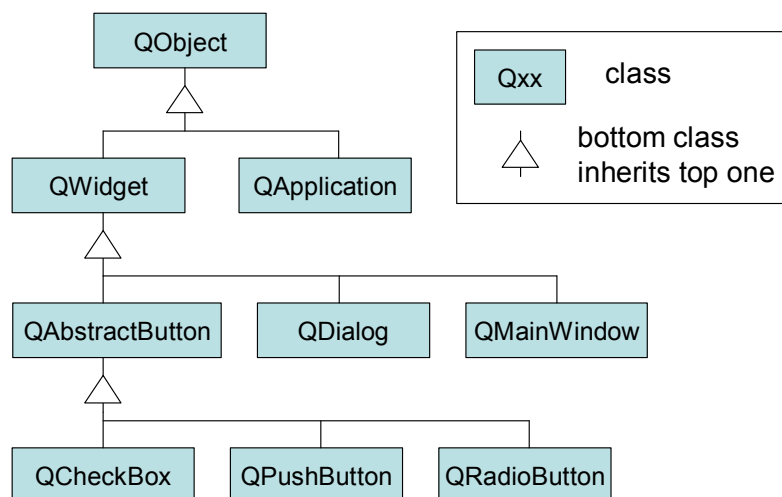 QObject
Qxx
class
bottom class
inherits top one
QWidget
QApplication
QAbstractButton
QDialog
QMainWindow
QCheckBox
QPushButton
QRadioButton